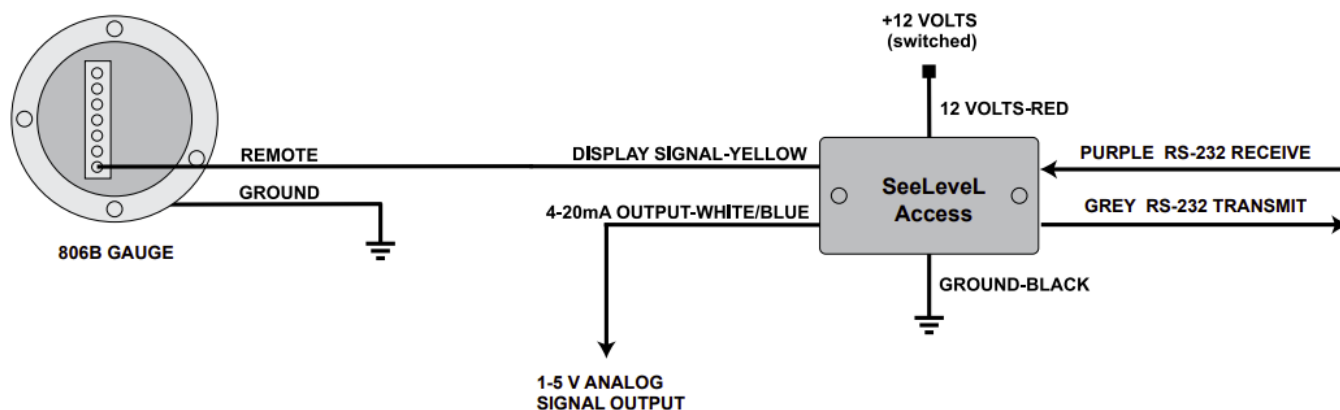 +12 VOLTS
(switched)
12 VOLTS-RED
REMOTE
DISPLAY SIGNAL-YELLOW
PURPLE RS-232 RECEIVE
GROUND
SeeLeveL
Access
4-20mA OUTPUT-WHITE/BLUE
GREY RS-232 TRANSMIT
806B GAUGE
GROUND-BLACK
1-5 V ANALOG
SIGNAL OUTPUT